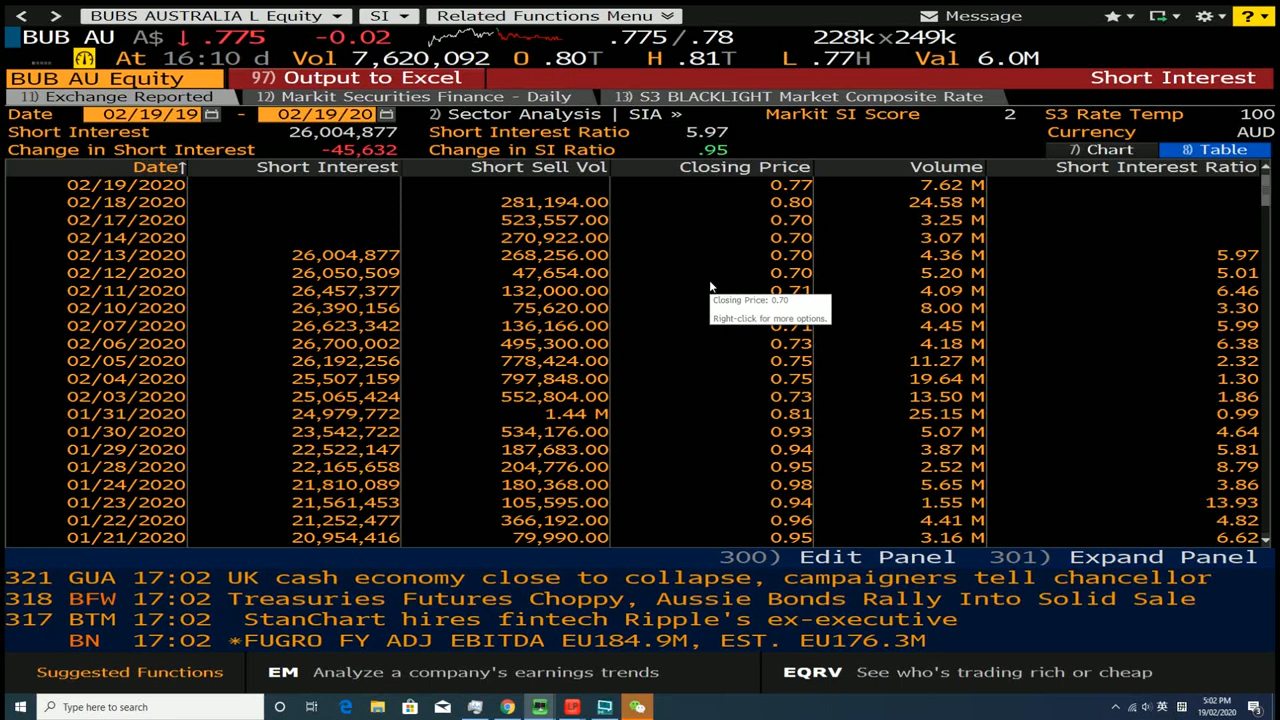 BUBS AUSTRALIA L Equity SI Related Functions Menu Message
BUB AU A$ ↓ .775 -0.02 .775/.78 228k×249k
At 16:10 d Vol 7,620,092 O .80T H .81T L .77H Val 6.0M
BUB AU Equity 97) Output to Excel Short Interest
11) Exchange Reported 12) Markit Securities Finance - Daily 13) S3 BLACKLIGHT Market Composite Rate
Date 02/19/19 - 02/19/20 2) Sector Analysis | SIA » Markit SI Score 2 S3 Rate Temp 100
Short Interest 26,004,877 Short Interest Ratio 5.97 Currency AUD
Change in Short Interest -45,632 Change in SI Ratio .95 7) Chart 8) Table
Date↑ Short Interest Short Sell Vol Closing Price Volume Short Interest Ratio
02/19/2020 0.77 7.62 M
02/18/2020 281,194.00 0.80 24.58 M
02/17/2020 523,557.00 0.70 3.25 M
02/14/2020 270,922.00 0.70 3.07 M
02/13/2020 26,004,877 268,256.00 0.70 4.36 M 5.97
02/12/2020 26,050,509 47,654.00 0.70 5.20 M 5.01
02/11/2020 26,457,377 132,000.00 0.71 4.09 M 6.46
Closing Price: 0.70
02/10/2020 26,390,156 75,620.00 8.00 M 3.30
Right-click for more options.
02/07/2020 26,623,342 136,166.00 0.71 4.45 M 5.99
02/06/2020 26,700,002 495,300.00 0.73 4.18 M 6.38
02/05/2020 26,192,256 778,424.00 0.75 11.27 M 2.32
02/04/2020 25,507,159 797,848.00 0.75 19.64 M 1.30
02/03/2020 25,065,424 552,804.00 0.73 13.50 M 1.86
01/31/2020 24,979,772 1.44 M 0.81 25.15 M 0.99
01/30/2020 23,542,722 534,176.00 0.93 5.07 M 4.64
01/29/2020 22,522,147 187,683.00 0.94 3.87 M 5.81
01/28/2020 22,165,658 204,776.00 0.95 2.52 M 8.79
01/24/2020 21,810,089 180,368.00 0.98 5.65 M 3.86
01/23/2020 21,561,453 105,595.00 0.94 1.55 M 13.93
01/22/2020 21,252,477 366,192.00 0.96 4.41 M 4.82
01/21/2020 20,954,416 79,990.00 0.95 3.16 M 6.62
300) Edit Panel 301) Expand Panel
321 GUA 17:02 UK cash economy close to collapse, campaigners tell chancellor
318 BFW 17:02 Treasuries Futures Choppy, Aussie Bonds Rally Into Solid Sale
317 BTM 17:02 StanChart hires fintech Ripple's ex-executive
BN 17:02 *FUGRO FY ADJ EBITDA EU184.9M, EST. EU176.3M
Suggested Functions EM Analyze a company's earnings trends EQRV See who's trading rich or cheap
Type here to search 英 拼 5:02 PM
19/02/2020